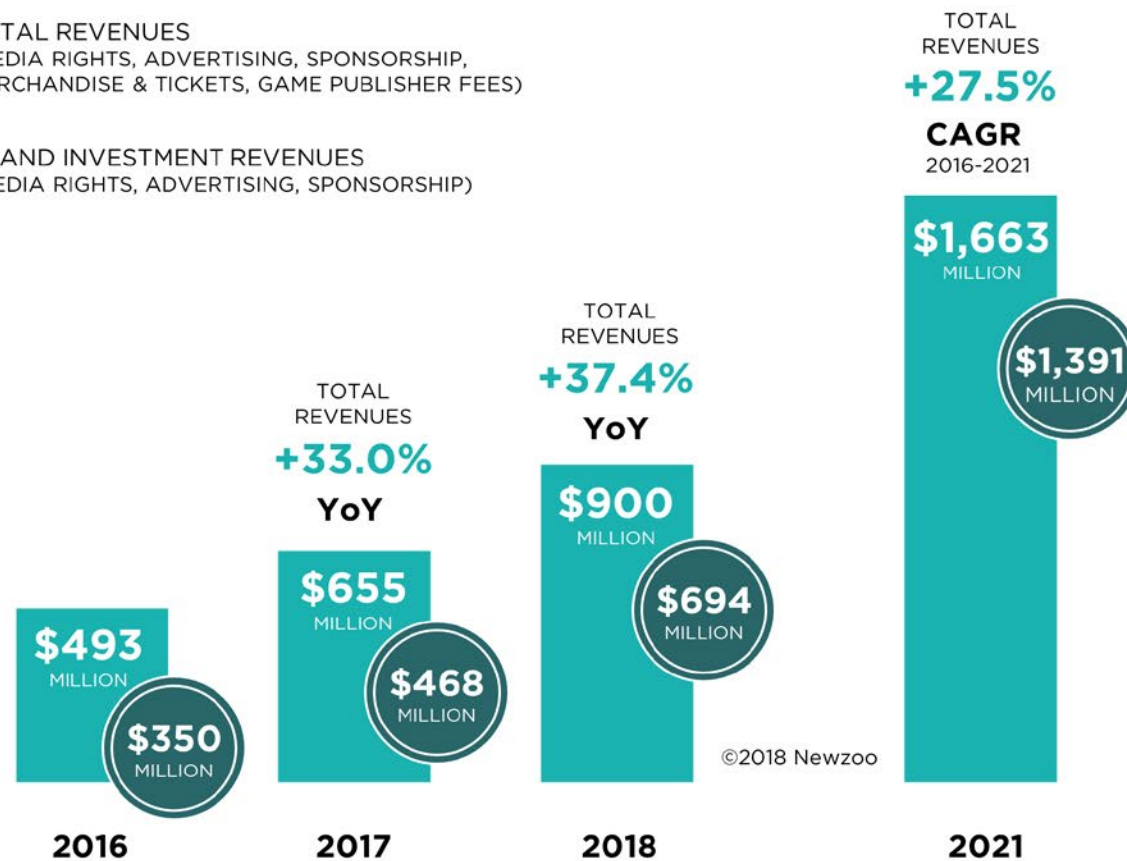 TAL REVENUES
EDIA RIGHTS, ADVERTISING, SPONSORSHIP,
RCHANDISE & TICKETS, GAME PUBLISHER FEES)
AND INVESTMENT REVENUES
EDIA RIGHTS, ADVERTISING, SPONSORSHIP)
TOTAL
REVENUES
+27.5%
CAGR
2016-2021
$1,663
MILLION
$1,391
MILLION
TOTAL
REVENUES
+37.4%
YoY
$900
MILLION
$694
MILLION
TOTAL
REVENUES
+33.0%
YoY
$655
MILLION
$468
MILLION
$493
MILLION
$350
MILLION
©2018 Newzoo
2016
2017
2018
2021